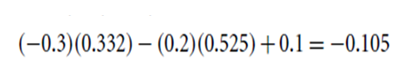 (−0.3)(0.332) – (0.2)(0.525) + 0.1 = −0.105